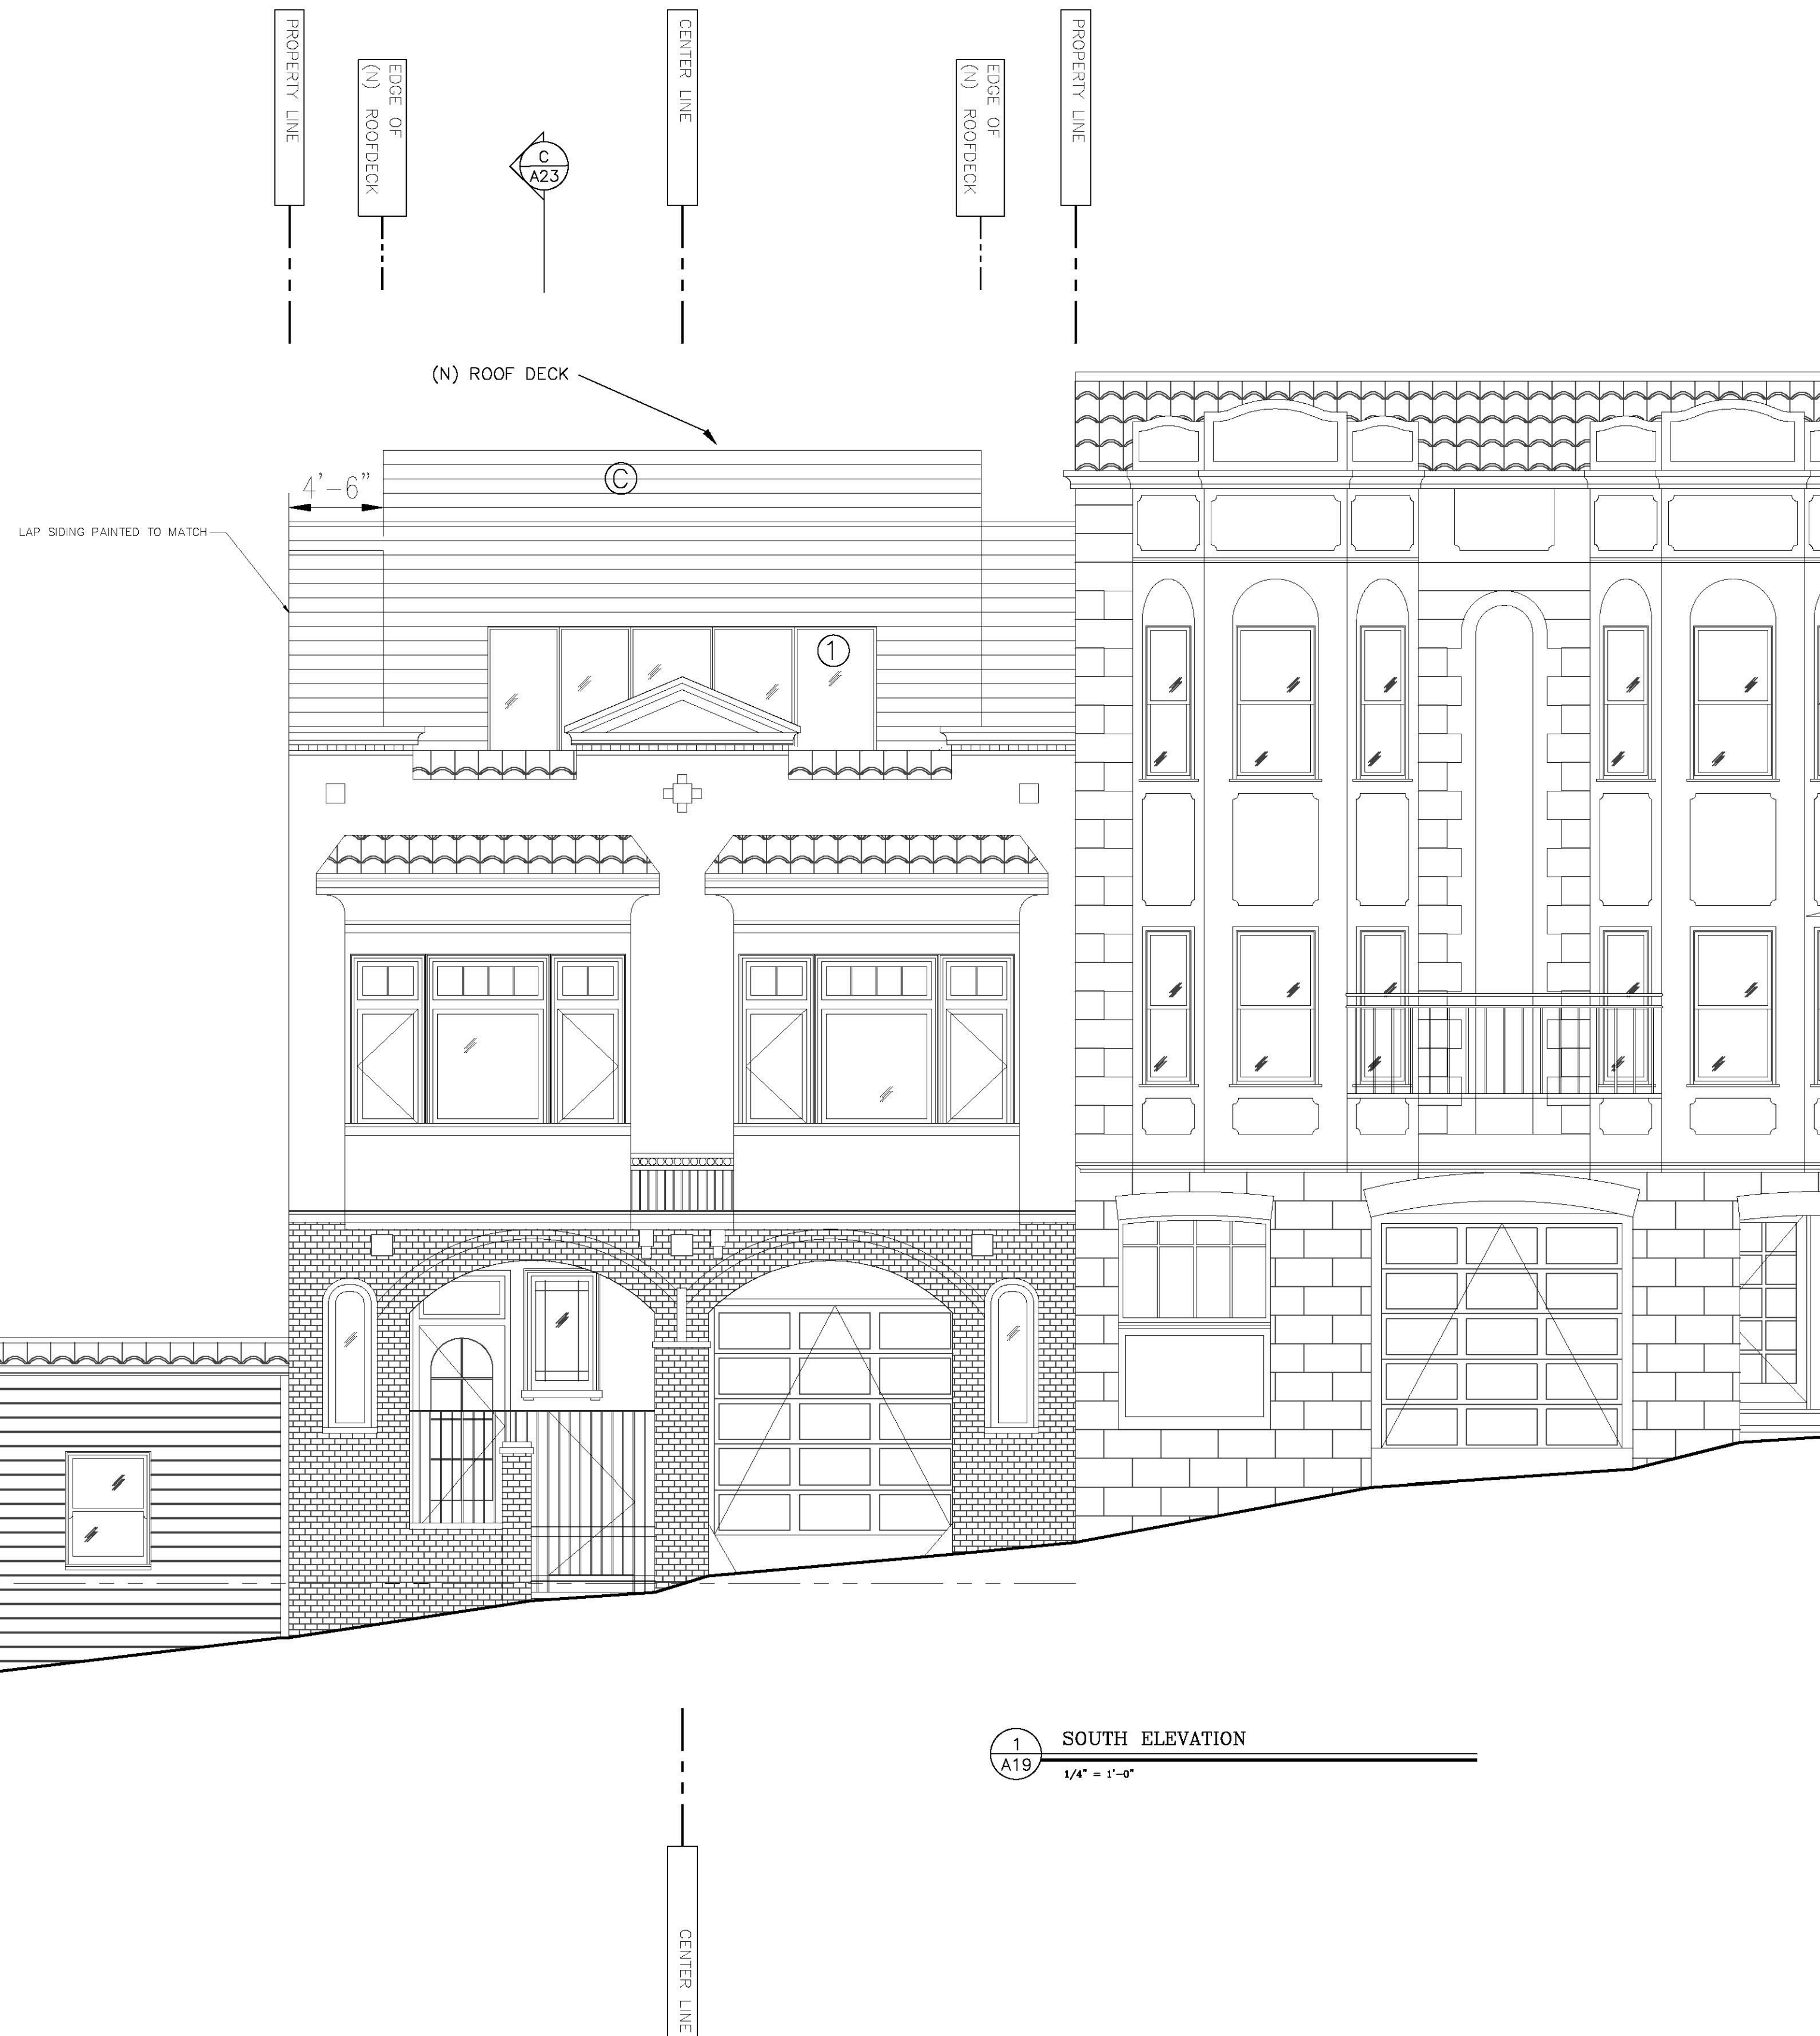 PROPERTY LINE
EDGE OF
(N) ROOFDECK
C
A23
CENTER LINE
EDGE OF
(N) ROOFDECK
PROPERTY LINE
(N) ROOF DECK
C
4'-6"
LAP SIDING PAINTED TO MATCH
1
1
A19
SOUTH ELEVATION
1/4" = 1'-0"
CENTER LINE